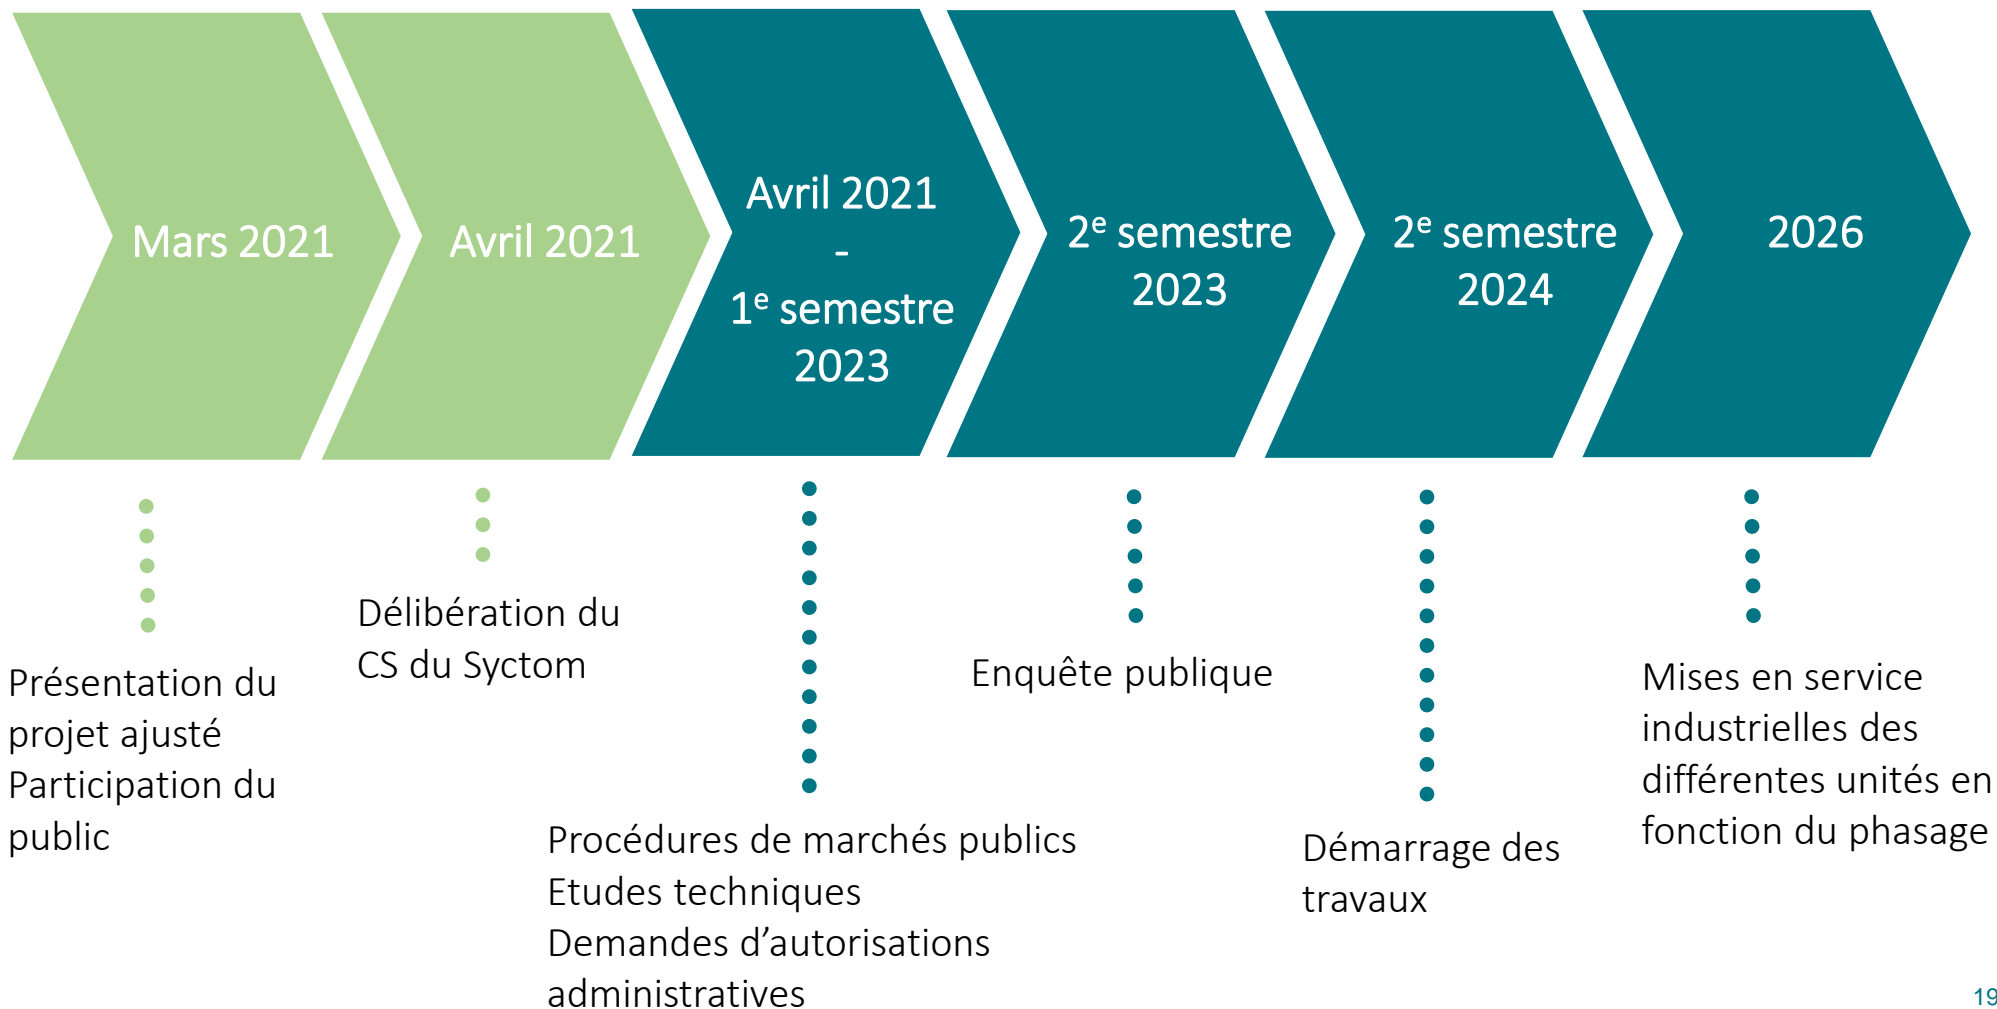 Mars 2021
Avril 2021
Avril 2021
-
1e semestre
2023
2e semestre
2023
2e semestre
2024
2026
Présentation du
projet ajusté
Participation du
public
Délibération du
CS du Syctom
Procédures de marchés publics
Etudes techniques
Demandes d’autorisations
administratives
Enquête publique
Démarrage des
travaux
Mises en service
industrielles des
différentes unités en
fonction du phasage
19